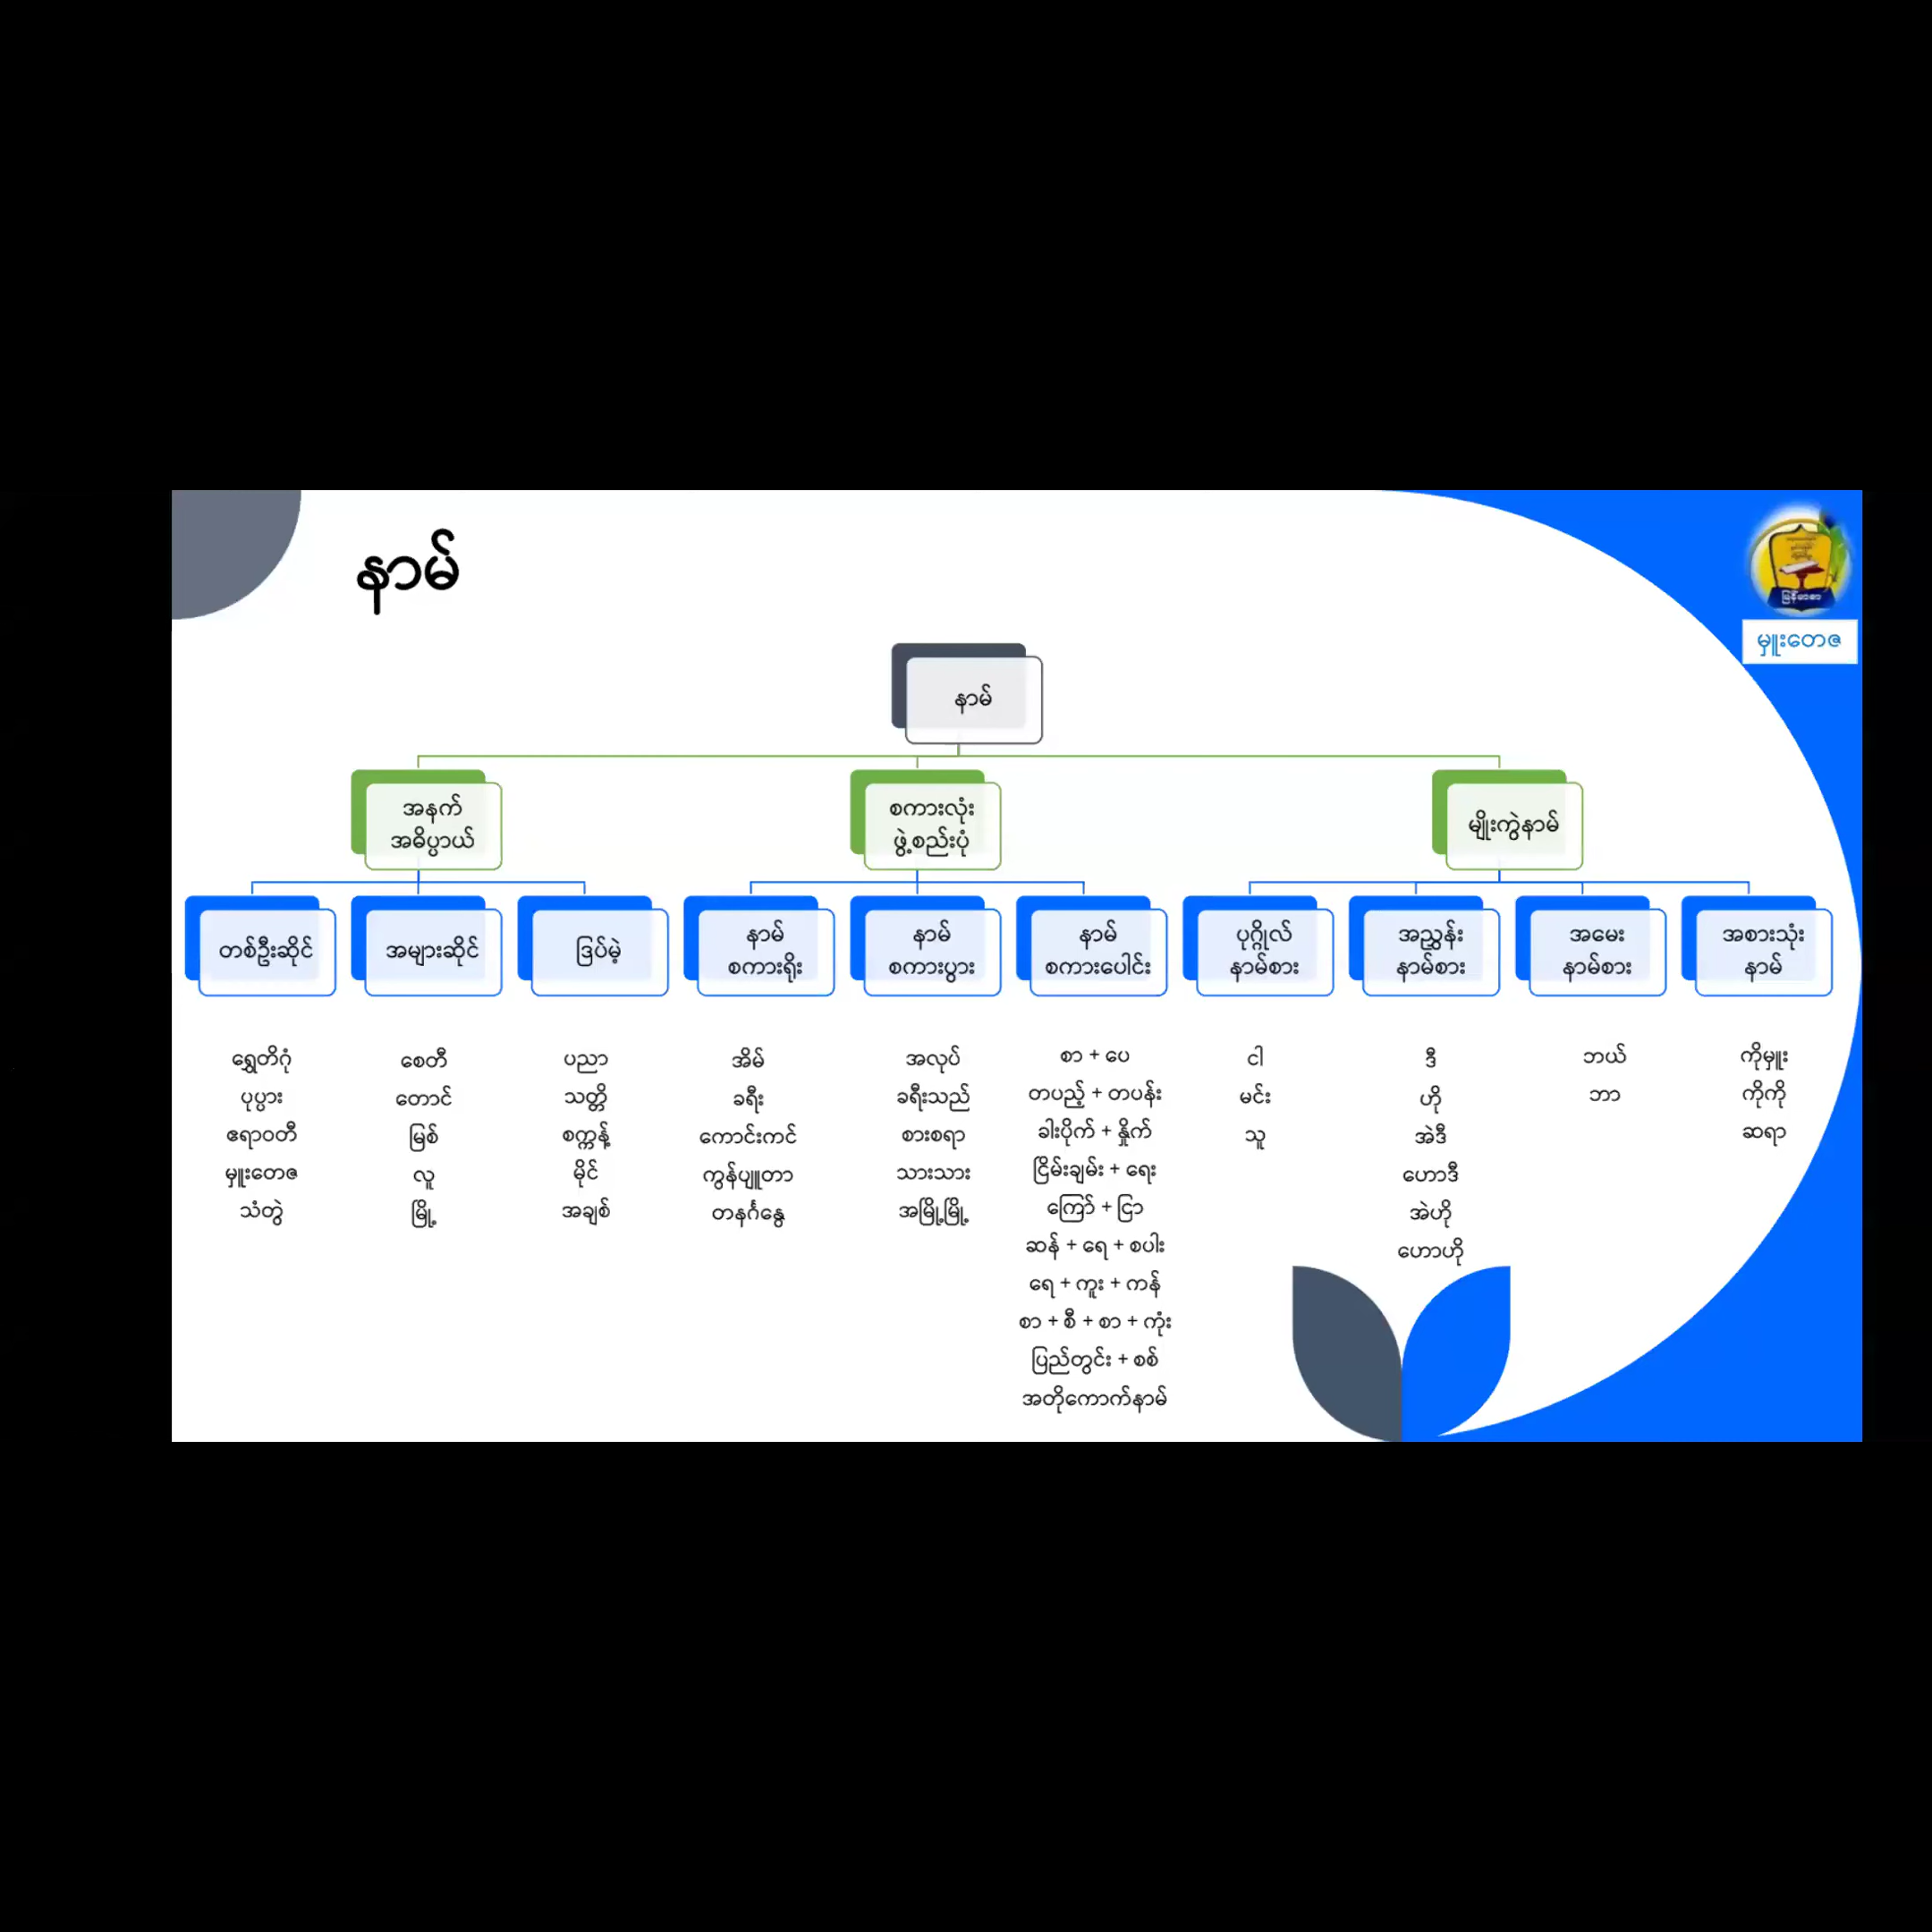 နာမ်
မြန်မာစာ
မှူးတေဇ
နာမ်
အနက်
အဓိပ္ပာယ်
စကားလုံး
ဖွဲ့စည်းပုံ
မျိုးကွဲနာမ်
တစ်ဦးဆိုင်
အများဆိုင်
ဒြပ်မဲ့
နာမ်
စကားရိုး
နာမ်
စကားပွား
နာမ်
စကားပေါင်း
ပုဂ္ဂိုလ်
နာမ်စား
အညွှန်း
နာမ်စား
အမေး
နာမ်စား
အစားသုံး
နာမ်
ရွှေတိဂုံ
ပုပ္ပား
ဧရာဝတီ
မှူးတေဇ
သံတွဲ
စေတီ
တောင်
မြစ်
လူ
မြို့
ပညာ
သတ္တိ
စက္ကန့်
မိုင်
အချစ်
အိမ်
ခရီး
ကောင်းကင်
ကွန်ပျူတာ
တနင်္ဂနွေ
အလုပ်
ခရီးသည်
စားစရာ
သားသား
အမြို့မြို့
စာ + ပေ
တပည့် + တပန်း
ခါးပိုက် + နှိုက်
ငြိမ်းချမ်း + ရေး
ကြော် + ငြာ
ဆန် + ရေ + စပါး
ရေ + ကူး + ကန်
စာ + စီ + စာ + ကုံး
ပြည်တွင်း + စစ်
အတိုကောက်နာမ်
ငါ
မင်း
သူ
ဒီ
ဟို
အဲဒီ
ဟောဒီ
အဲဟို
ဟောဟို
ဘယ်
ဘာ
ကိုမှူး
ကိုကို
ဆရာ